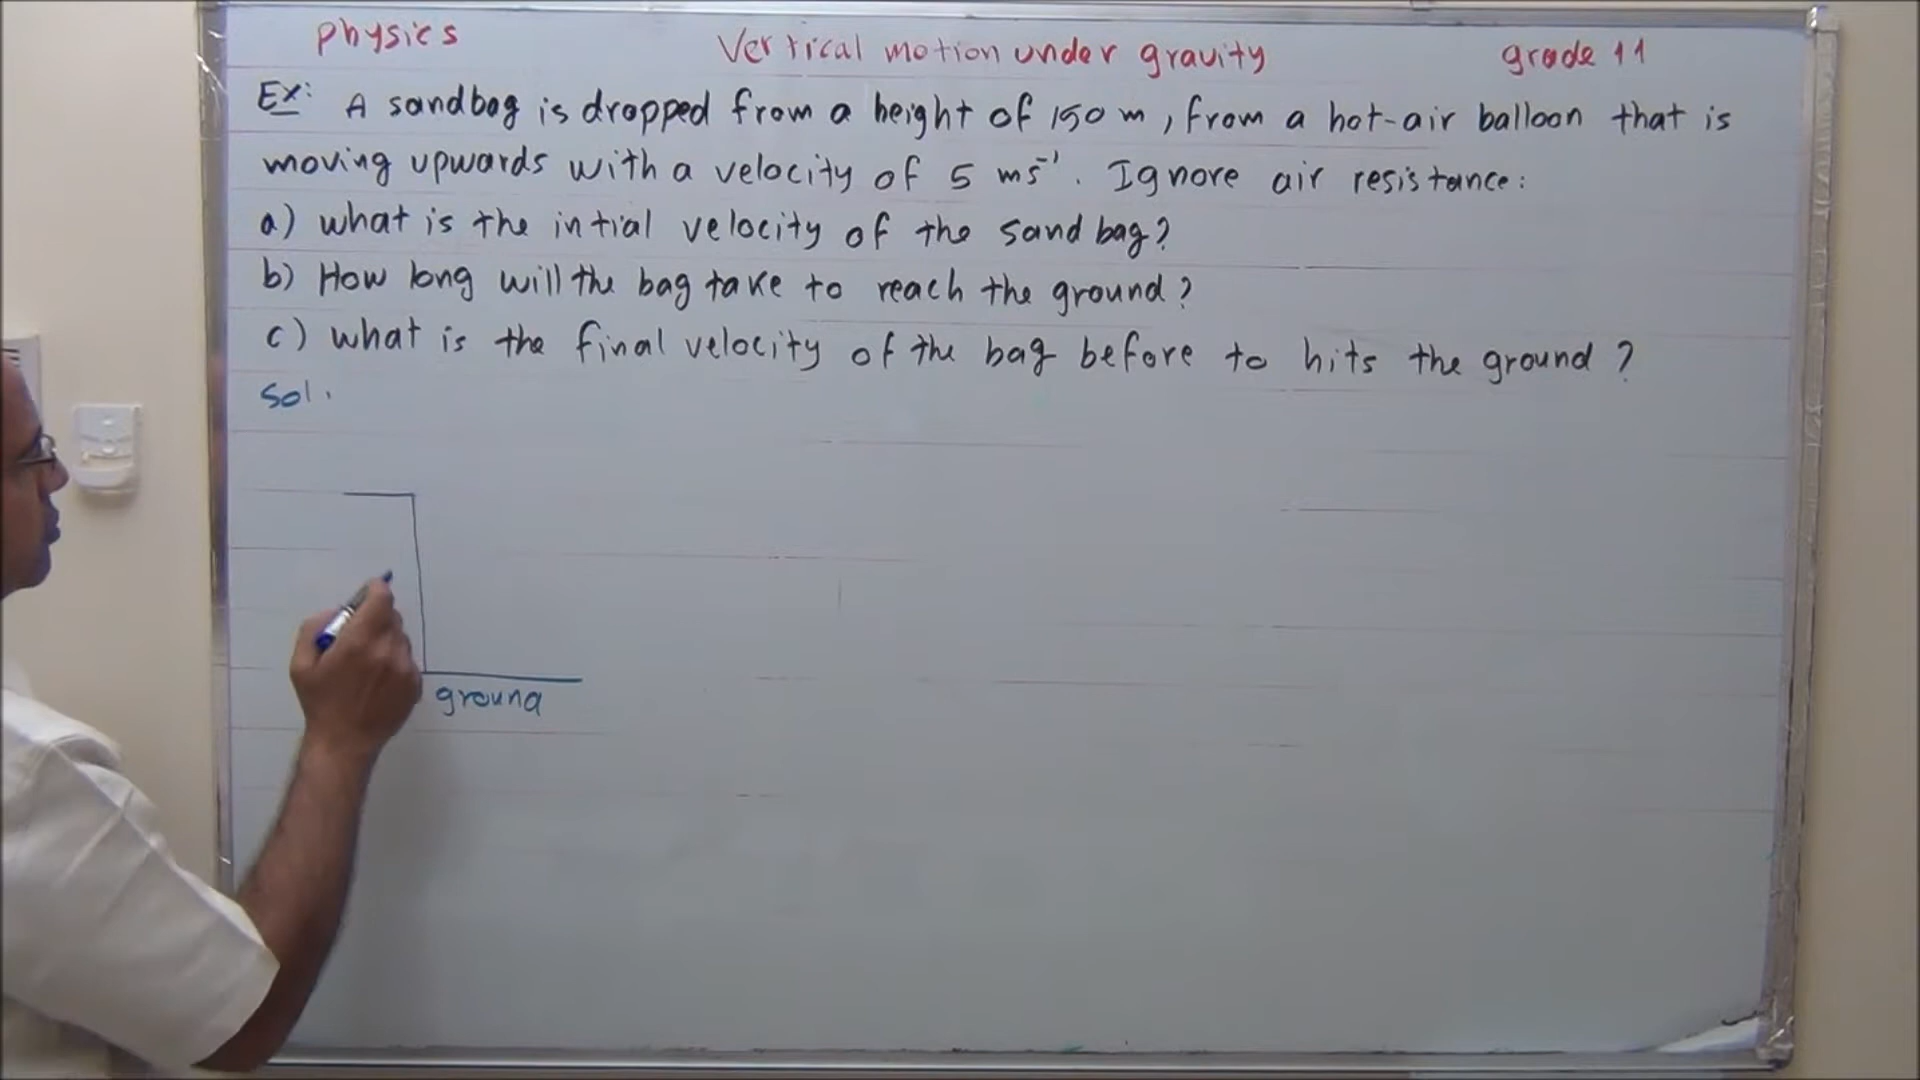 physics
Vertical motion under gravity
grade 11
Ex: A sandbag is dropped from a height of 150 m, from a hot-air balloon that is
moving upwards with a velocity of 5 ms⁻¹. Ignore air resistance:
a) what is the intial velocity of the sand bag?
b) How long will the bag take to reach the ground?
c) what is the final velocity of the bag before to hits the ground?
Sol.
ground